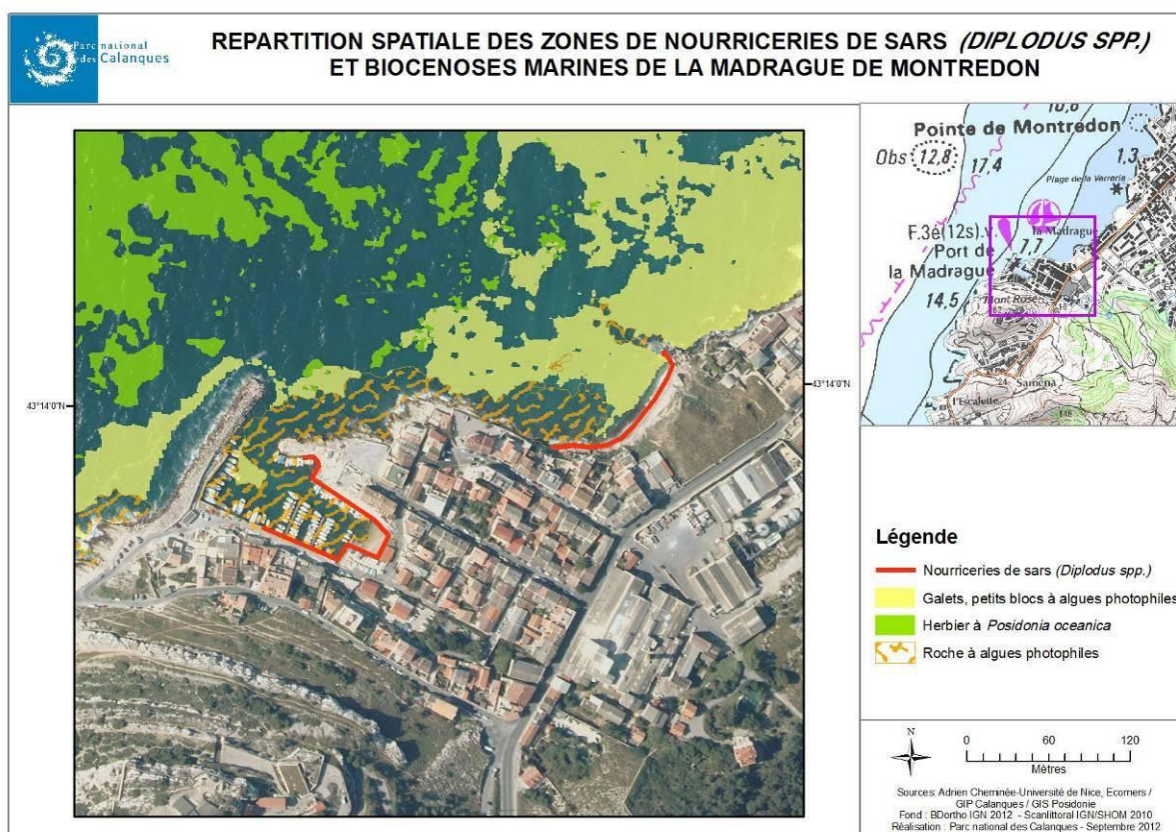 Parc national
des Calanques
REPARTITION SPATIALE DES ZONES DE NOURRICERIES DE SARS (DIPLODUS SPP.)
ET BIOCENOSES MARINES DE LA MADRAGUE DE MONTREDON
43°14'0"N
43°14'0"N
10,8
Pointe de Montredon
Obs 12,8
17,4
1,3
Plage de la Verrerie
F.3é(12s).v.
la Madrague
7,7
Port de
la Madrague
14,5
Mont Rose
Samena
24
l'Escalette
146
Légende
Nourriceries de sars (Diplodus spp.)
Galets, petits blocs à algues photophiles
Herbier à Posidonia oceanica
Roche à algues photophiles
N
0 60 120
Mètres
Sources: Adrien Cheminée-Université de Nice, Ecomers /
GIP Calanques / GIS Posidonie
Fond : BDortho IGN 2012 - Scanlittoral IGN/SHOM 2010
Réalisation : Parc national des Calanques - Septembre 2012